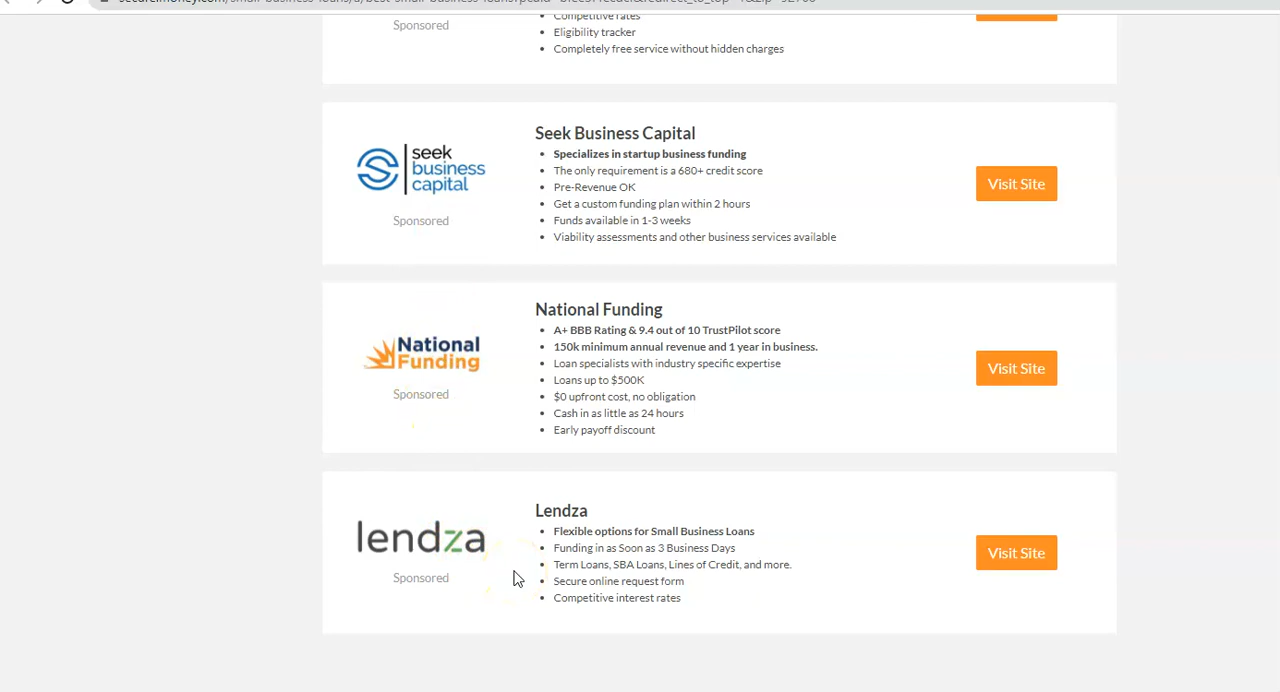 Sponsored
Competitive rates
Eligibility tracker
Completely free service without hidden charges
seek
business
capital
Sponsored
Seek Business Capital
Specializes in startup business funding
The only requirement is a 680+ credit score
Pre-Revenue OK
Get a custom funding plan within 2 hours
Funds available in 1-3 weeks
Viability assessments and other business services available
Visit Site
National
Funding
Sponsored
National Funding
A+ BBB Rating & 9.4 out of 10 TrustPilot score
150k minimum annual revenue and 1 year in business.
Loan specialists with industry specific expertise
Loans up to $500K
$0 upfront cost, no obligation
Cash in as little as 24 hours
Early payoff discount
Visit Site
lendza
Sponsored
Lendza
Flexible options for Small Business Loans
Funding in as Soon as 3 Business Days
Term Loans, SBA Loans, Lines of Credit, and more.
Secure online request form
Competitive interest rates
Visit Site